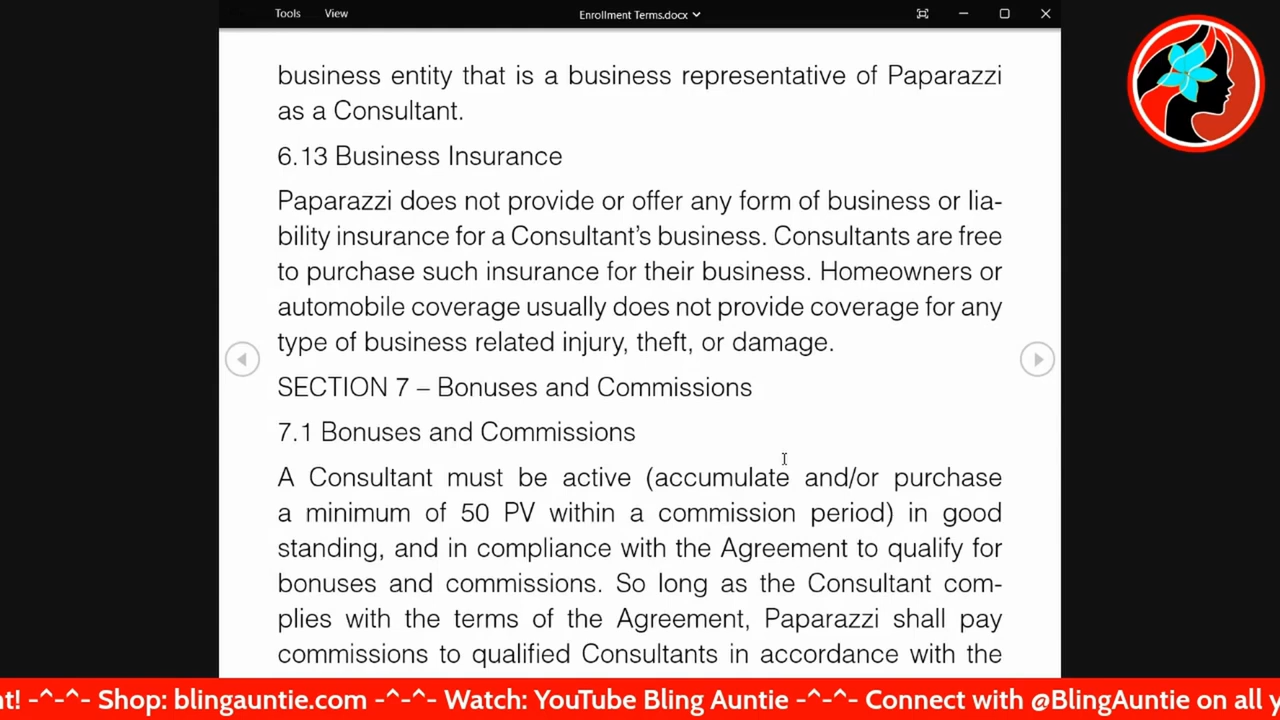 Tools View Enrollment Terms.docx
business entity that is a business representative of Paparazzi
as a Consultant.
6.13 Business Insurance
Paparazzi does not provide or offer any form of business or lia-
bility insurance for a Consultant's business. Consultants are free
to purchase such insurance for their business. Homeowners or
automobile coverage usually does not provide coverage for any
type of business related injury, theft, or damage.
SECTION 7 – Bonuses and Commissions
7.1 Bonuses and Commissions
A Consultant must be active (accumulate and/or purchase
a minimum of 50 PV within a commission period) in good
standing, and in compliance with the Agreement to qualify for
bonuses and commissions. So long as the Consultant com-
plies with the terms of the Agreement, Paparazzi shall pay
commissions to qualified Consultants in accordance with the
t! -^-^- Shop: blingauntie.com -^-^- Watch: YouTube Bling Auntie -^-^- Connect with @BlingAuntie on all y